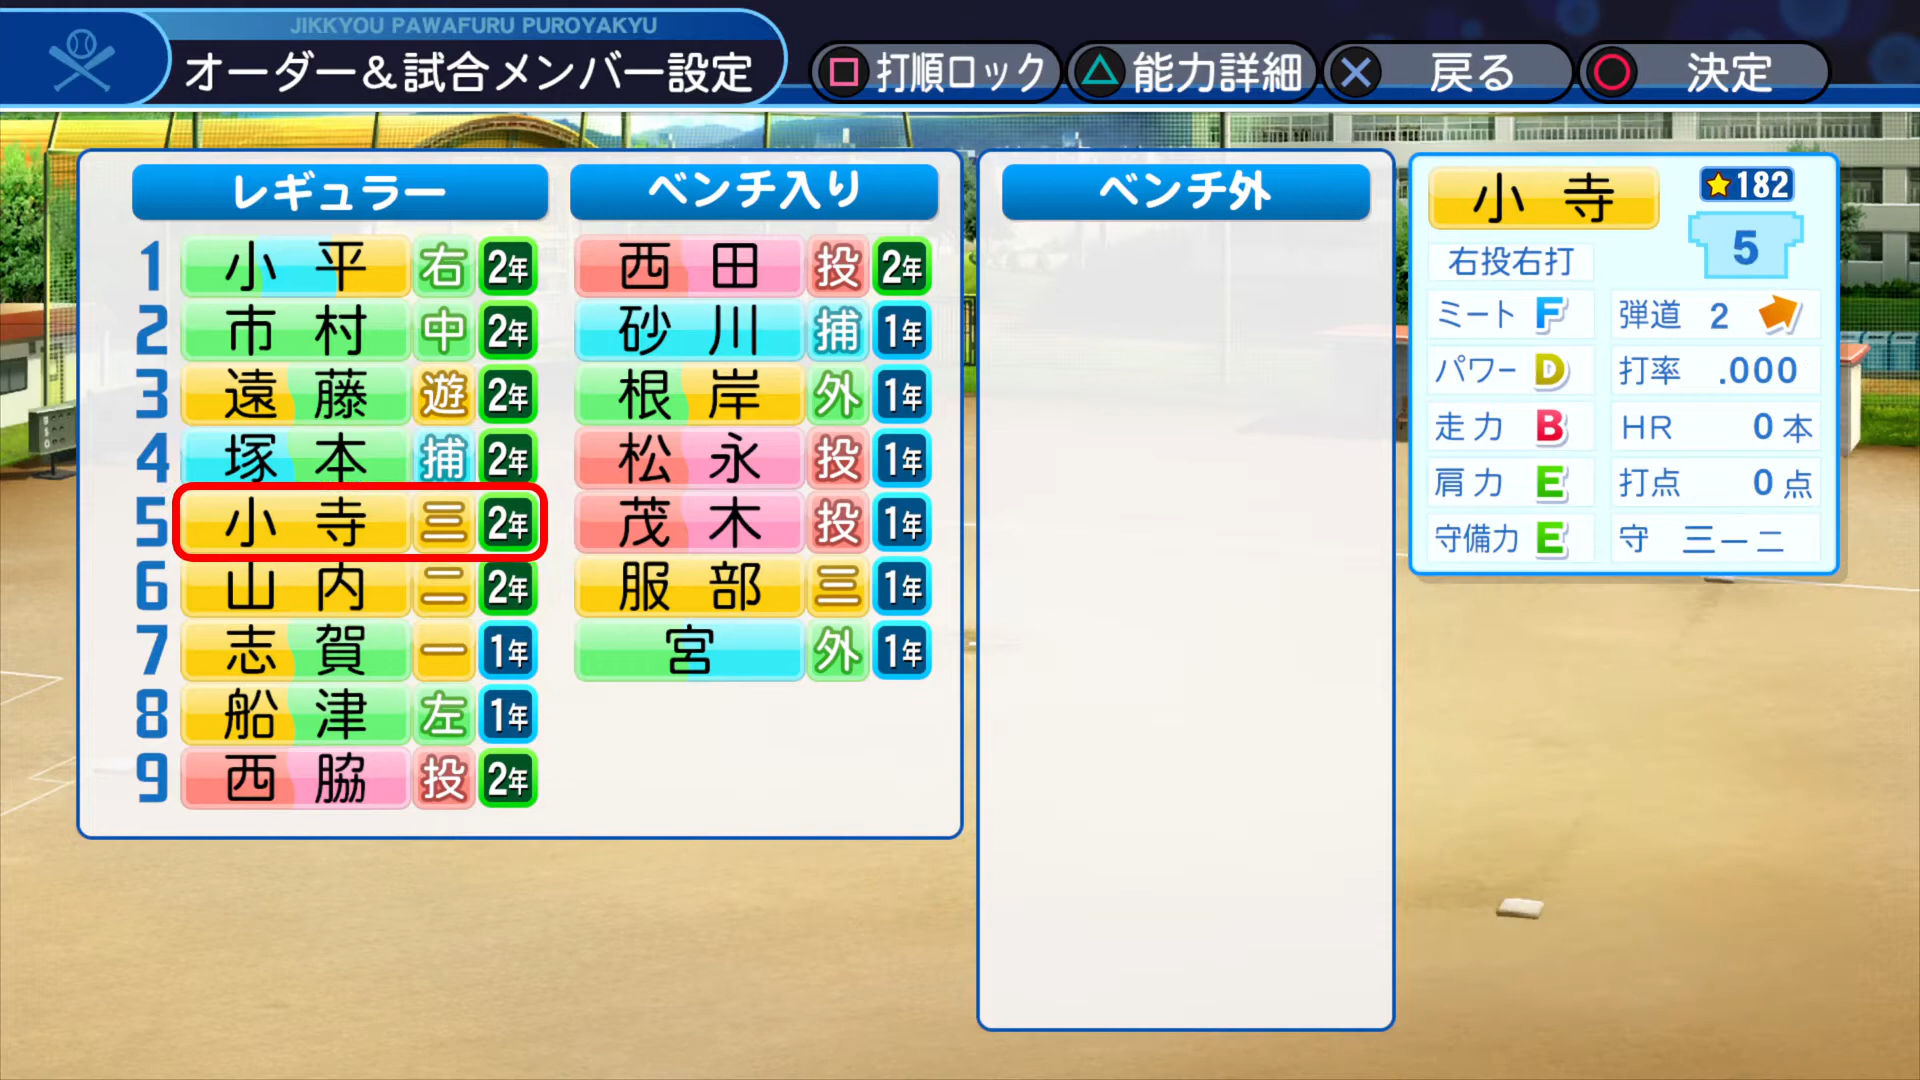 JIKKYOU PAWAFURU PUROYAKYU
オーダー&試合メンバー設定
打順ロック
能力詳細
戻る
決定
レギュラー
1 小平 右 2年
2 市村 中 2年
3 遠藤 遊 2年
4 塚本 捕 2年
5 小寺 三 2年
6 山内 二 2年
7 志賀 一 1年
8 船津 左 1年
9 西脇 投 2年
ベンチ入り
西田 投 2年
砂川 捕 1年
根岸 外 1年
松永 投 1年
茂木 投 1年
服部 三 1年
宮 外 1年
ベンチ外
小寺
★182
5
右投右打
ミート F 弾道 2
パワー D 打率 .000
走力 B HR 0本
肩力 E 打点 0点
守備力 E 守 三一二